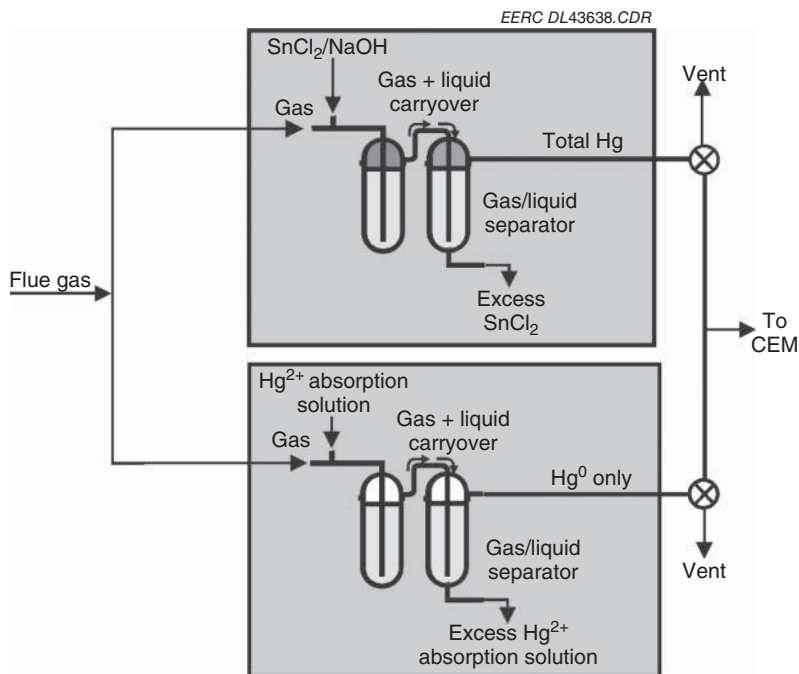 EERC DL43638.CDR
SnCl₂/NaOH
Gas + liquid
carryover
Gas
Vent
Total Hg
Gas/liquid
separator
Excess
SnCl₂
Flue gas
To
CEM
Hg²⁺ absorption
solution
Gas + liquid
carryover
Gas
Hg⁰ only
Gas/liquid
separator
Vent
Excess Hg²⁺
absorption solution